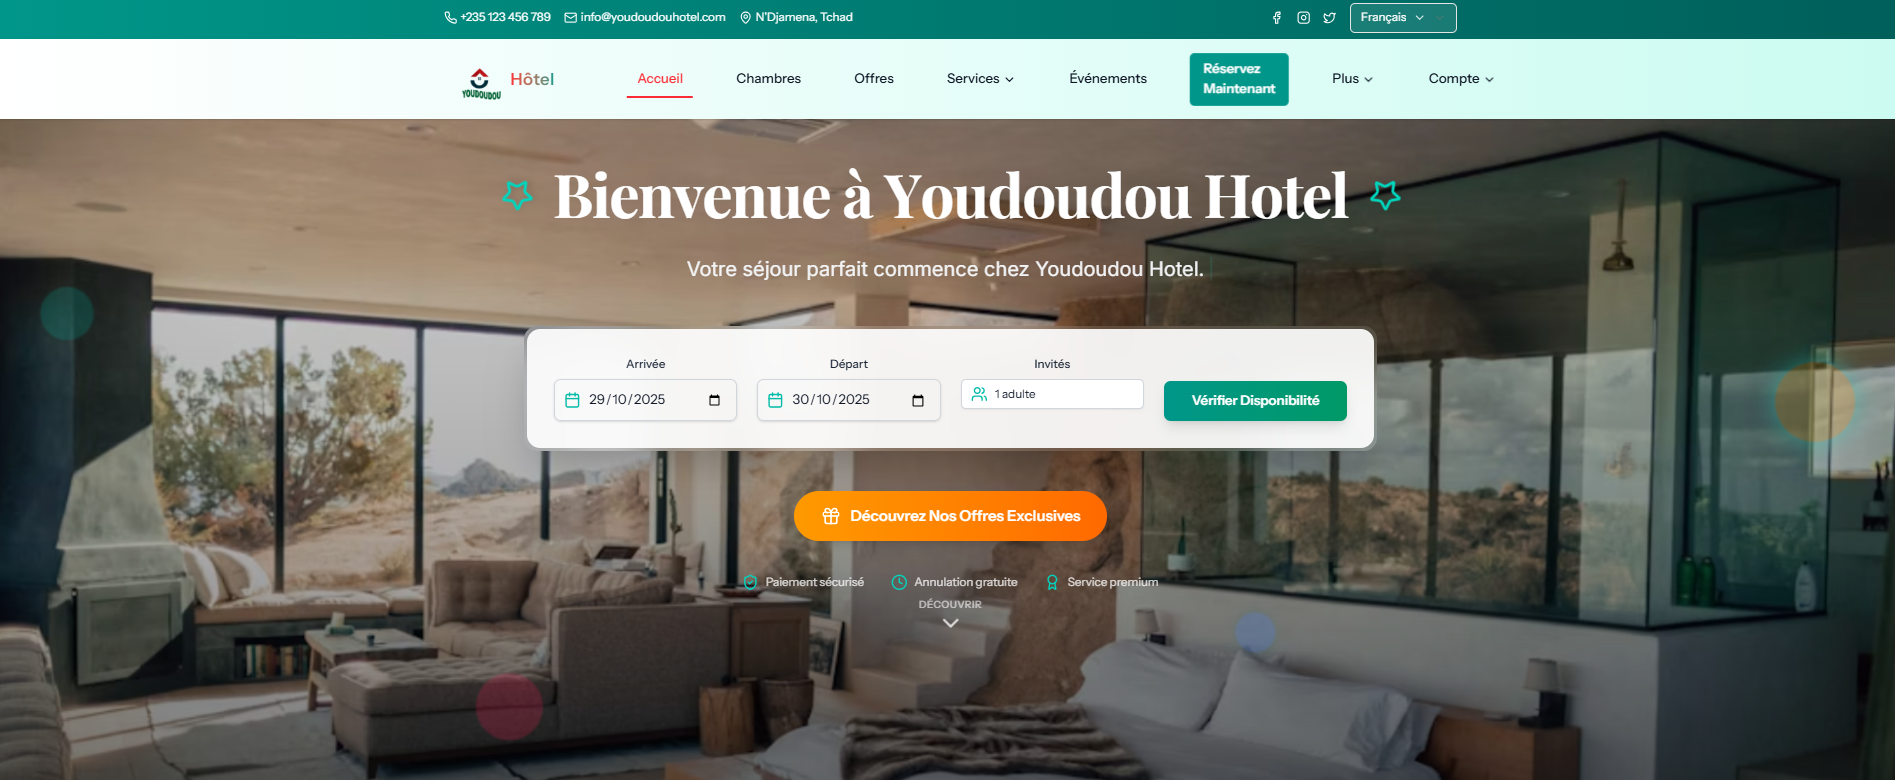 +235 123 456 789 info@youdoudouhotel.com N'Djamena, Tchad Français
YOUDOUDOU Hôtel Accueil Chambres Offres Services Événements Réservez Maintenant Plus Compte
Bienvenue à Youdoudou Hotel
Votre séjour parfait commence chez Youdoudou Hotel.
Arrivée Départ Invités
29/10/2025 30/10/2025 1 adulte Vérifier Disponibilité
Découvrez Nos Offres Exclusives
Paiement sécurisé Annulation gratuite Service premium
DÉCOUVRIR